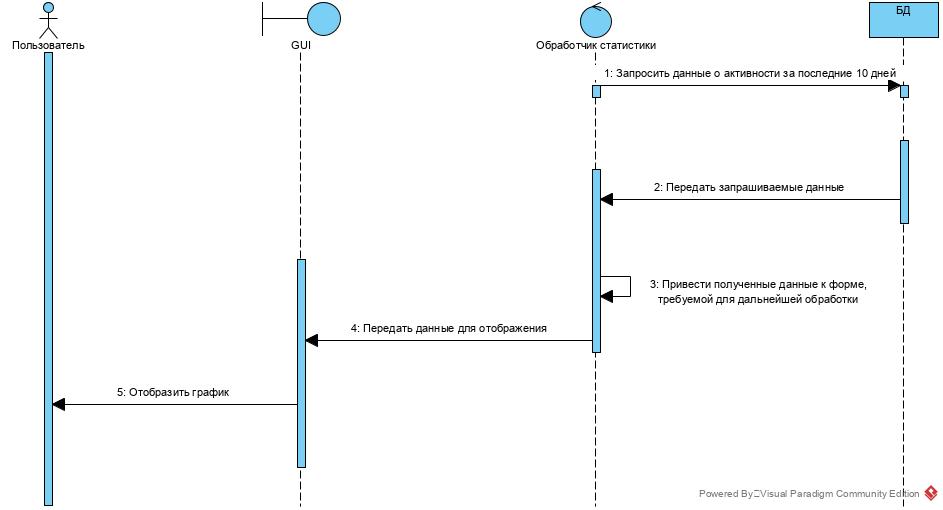 БД
Пользователь
GUI
Обработчик статистики
1: Запросить данные о активности за последние 10 дней
2: Передать запрашиваемые данные
3: Привести полученные данные к форме,
требуемой для дальнейшей обработки
4: Передать данные для отображения
5: Отобразить график
Powered By Visual Paradigm Community Edition